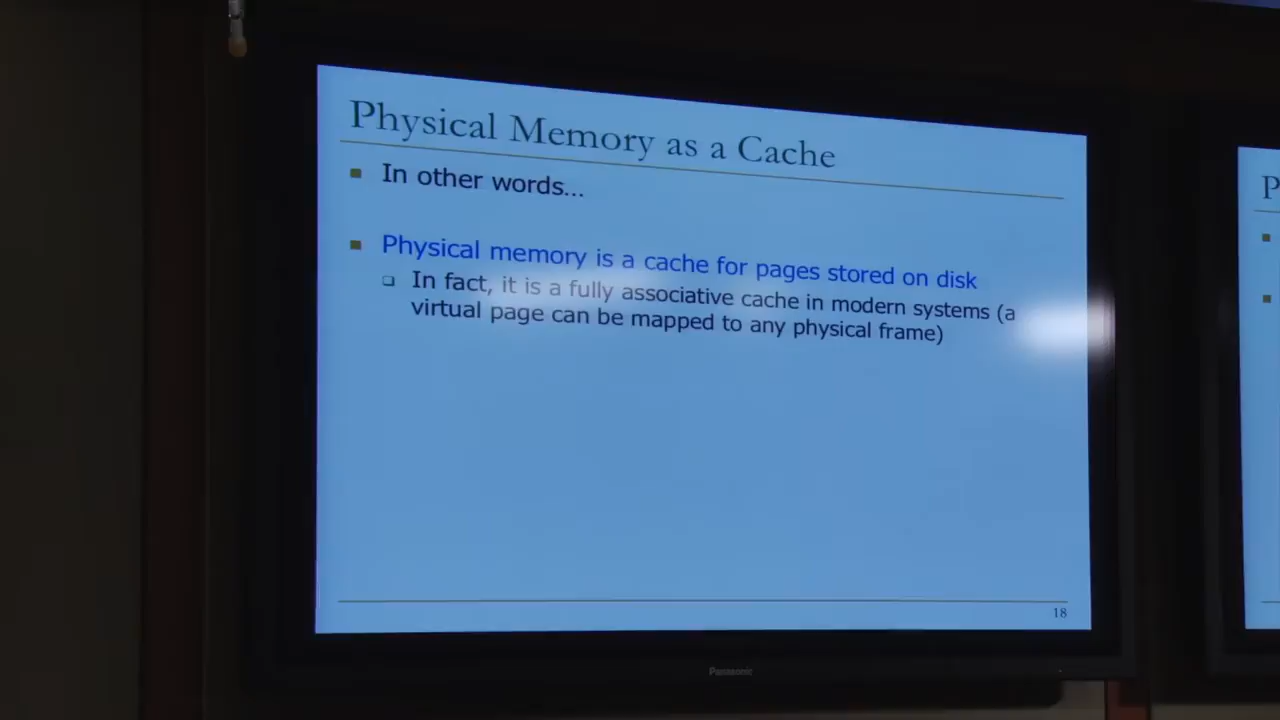 Physical Memory as a Cache
In other words...
Physical memory is a cache for pages stored on disk
In fact, it is a fully associative cache in modern systems (a
virtual page can be mapped to any physical frame)
18
Panasonic
P